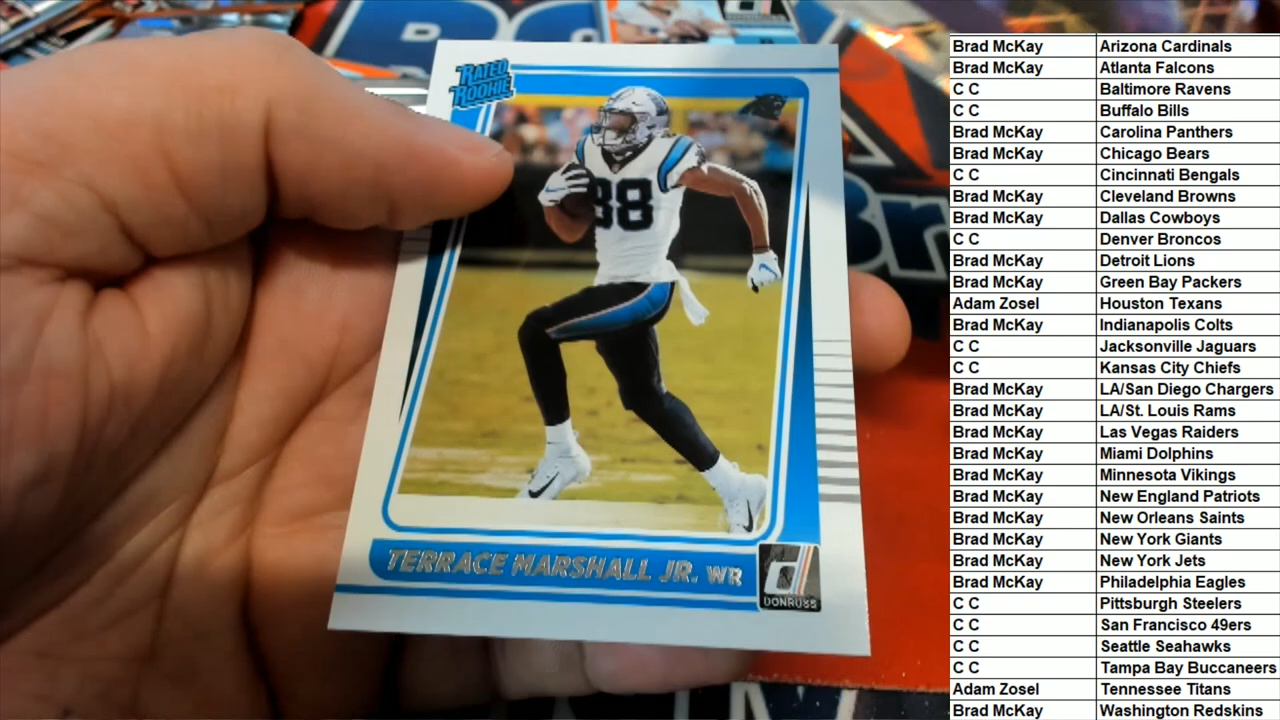 RATED
ROOKIE
88
TERRACE MARSHALL JR. WR
DONRUSS
Brad McKay Arizona Cardinals
Brad McKay Atlanta Falcons
C C Baltimore Ravens
C C Buffalo Bills
Brad McKay Carolina Panthers
Brad McKay Chicago Bears
C C Cincinnati Bengals
Brad McKay Cleveland Browns
Brad McKay Dallas Cowboys
C C Denver Broncos
Brad McKay Detroit Lions
Brad McKay Green Bay Packers
Adam Zosel Houston Texans
Brad McKay Indianapolis Colts
C C Jacksonville Jaguars
C C Kansas City Chiefs
Brad McKay LA/San Diego Chargers
Brad McKay LA/St. Louis Rams
Brad McKay Las Vegas Raiders
Brad McKay Miami Dolphins
Brad McKay Minnesota Vikings
Brad McKay New England Patriots
Brad McKay New Orleans Saints
Brad McKay New York Giants
Brad McKay New York Jets
Brad McKay Philadelphia Eagles
C C Pittsburgh Steelers
C C San Francisco 49ers
C C Seattle Seahawks
C C Tampa Bay Buccaneers
Adam Zosel Tennessee Titans
Brad McKay Washington Redskins